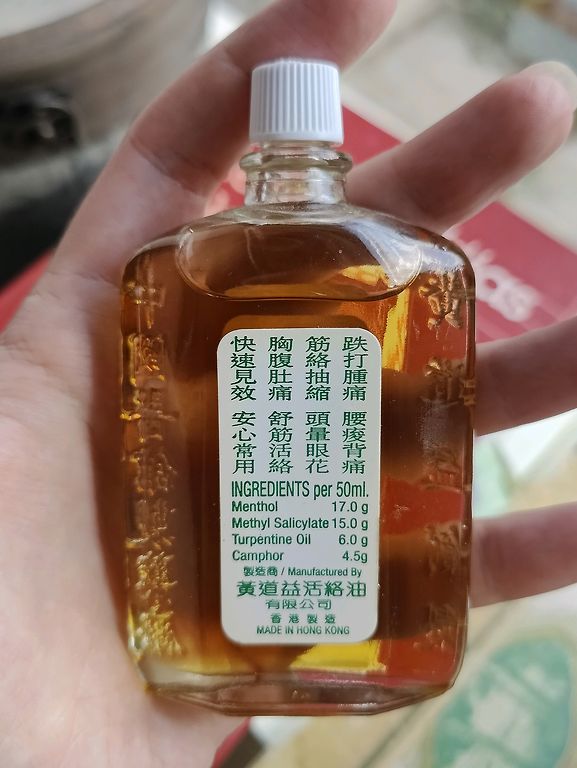 跌打腫痛
筋絡抽縮
胸腹肚痛
快速見效
腰痠背痛
頭暈眼花
舒筋活絡
安心常用
INGREDIENTS per 50ml.
Menthol 17.0 g
Methyl Salicylate 15.0 g
Turpentine Oil 6.0 g
Camphor 4.5g
製造商 / Manufactured By
黃道益活絡油
有限公司
香港製造
MADE IN HONG KONG